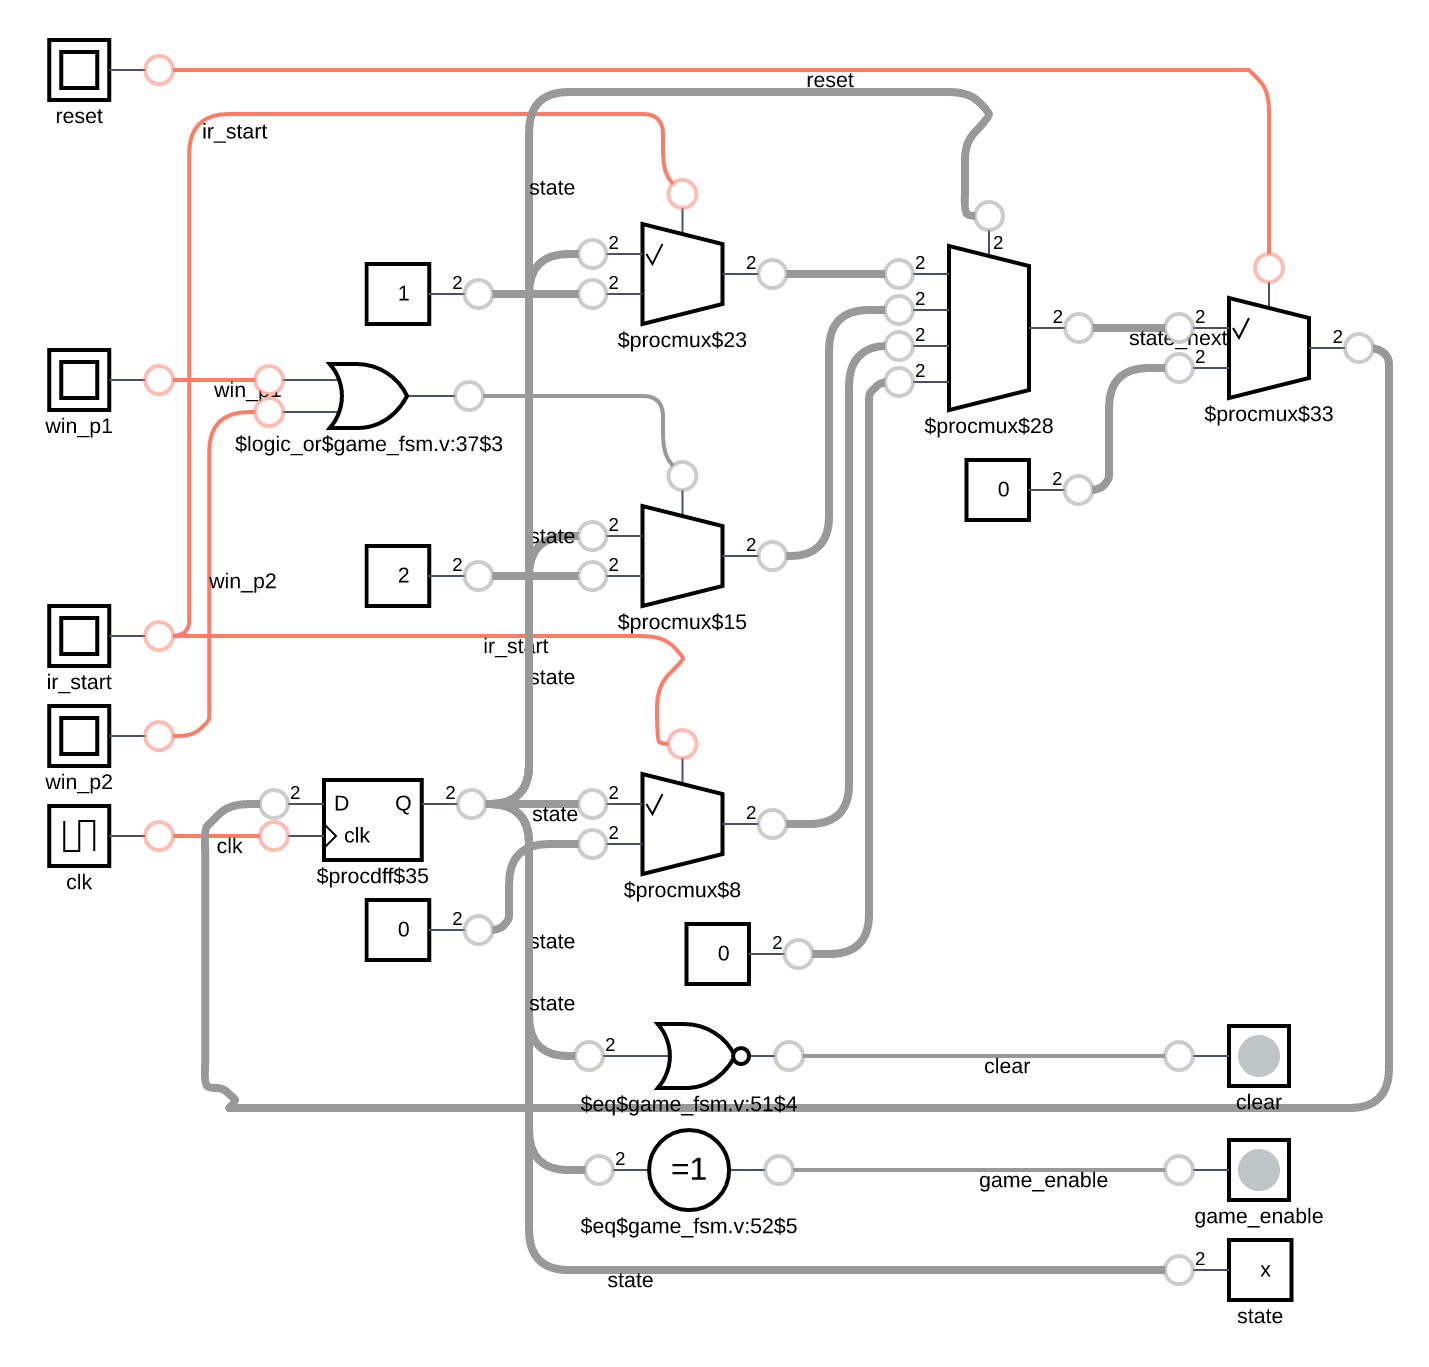 reset
reset
ir_start
state
2
2
1
2
2
$procmux$23
2
2
2
2
2
2
$procmux$28
state_next
2
2
2
$procmux$33
0
2
win_p1
win_p1
$logic_or$game_fsm.v:37$3
state
2
2
2
2
2
$procmux$15
win_p2
ir_start
ir_start
state
win_p2
2
D
Q
clk
2
$procdff$35
clk
clk
state
2
2
2
$procmux$8
0
2
0
2
state
state
2
$eq$game_fsm.v:51$4
clear
clear
2
=1
$eq$game_fsm.v:52$5
game_enable
game_enable
state
2
x
state